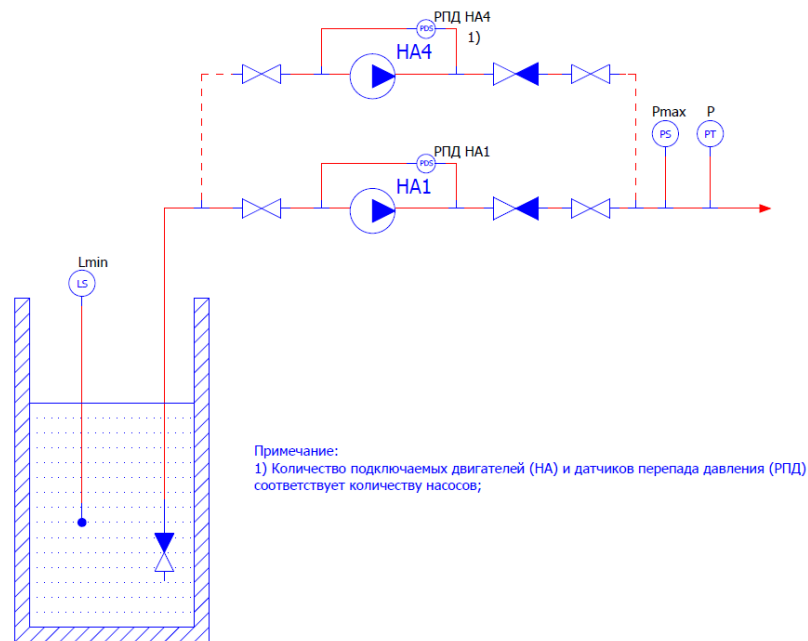 РПД НА4
PDS
1)
НА4
РПД НА1
PDS
НА1
Pmax
P
PS
PT
Lmin
LS
Примечание:
1) Количество подключаемых двигателей (НА) и датчиков перепада давления (РПД)
соответствует количеству насосов;